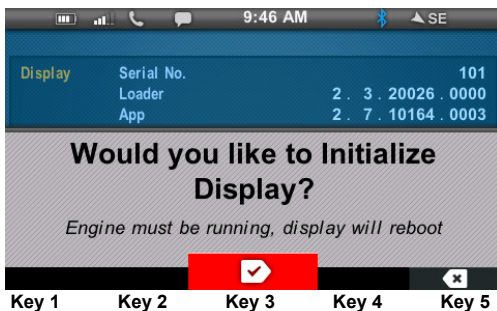 9:46 AM SE
Display Serial No. 101
Loader 2 . 3 . 20026 . 0000
App 2 . 7 . 10164 . 0003
Would you like to Initialize
Display?
Engine must be running, display will reboot
Key 1 Key 2 Key 3 Key 4 Key 5